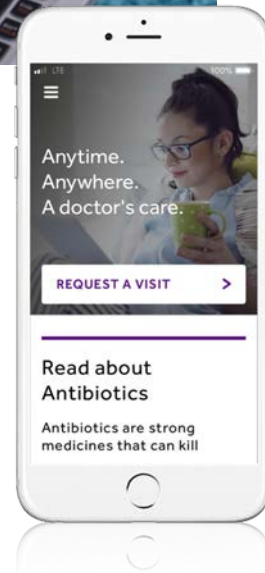 LTE
100%
Anytime.
Anywhere.
A doctor's care.
REQUEST A VISIT >
Read about
Antibiotics
Antibiotics are strong
medicines that can kill